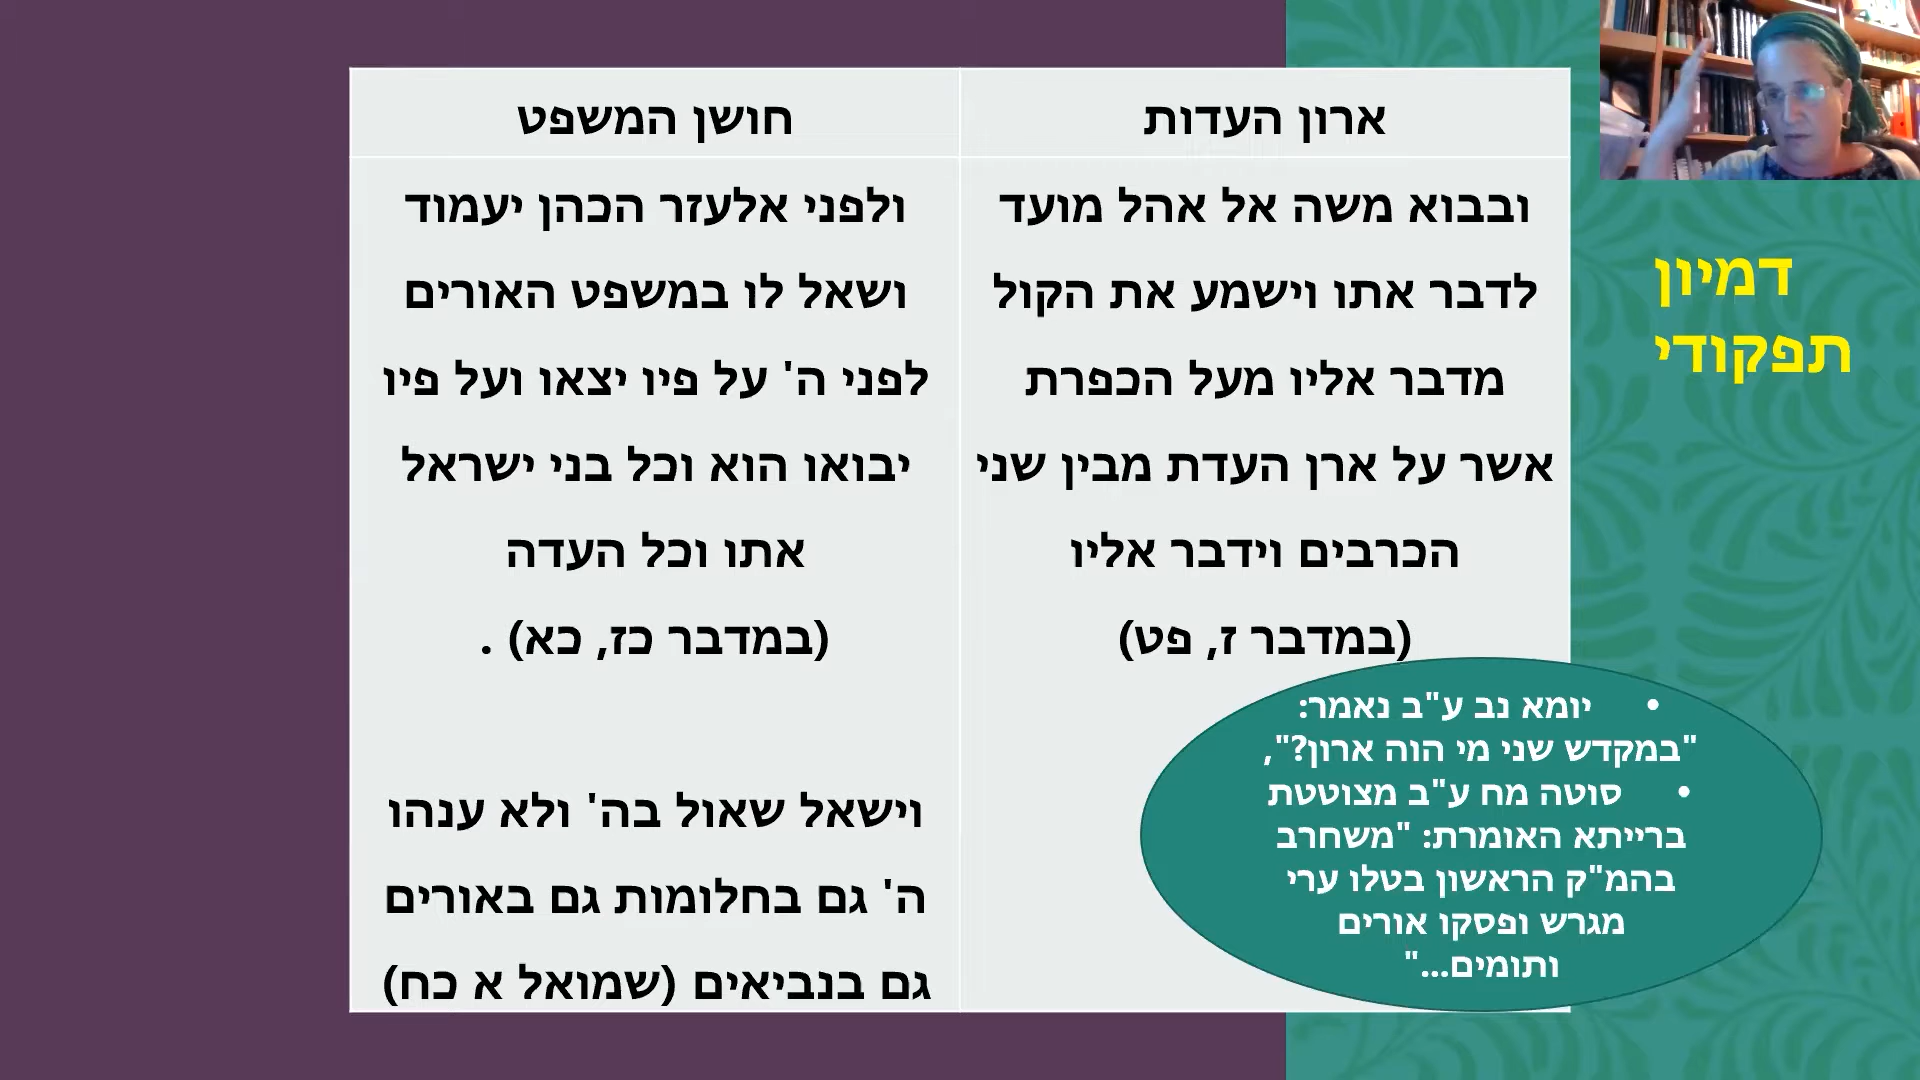 דמיון
תפקודי
ארון העדות
ובבוא משה אל אהל מועד
לדבר אתו וישמע את הקול
מדבר אליו מעל הכפרת
אשר על ארן העדת מבין שני
הכרבים וידבר אליו
(במדבר ז, פט)
חושן המשפט
ולפני אלעזר הכהן יעמוד
ושאל לו במשפט האורים
לפני ה' על פיו יצאו ועל פיו
יבואו הוא וכל בני ישראל
אתו וכל העדה
(במדבר כז, כא) .
וישאל שאול בה' ולא ענהו
ה' גם בחלומות גם באורים
גם בנביאים (שמואל א כח)
• יומא נב ע"ב נאמר:
"במקדש שני מי הוה ארון?",
• סוטה מח ע"ב מצוטטת
ברייתא האומרת: "משחרב
בהמ"ק הראשון בטלו ערי
מגרש ופסקו אורים
ותומים..."